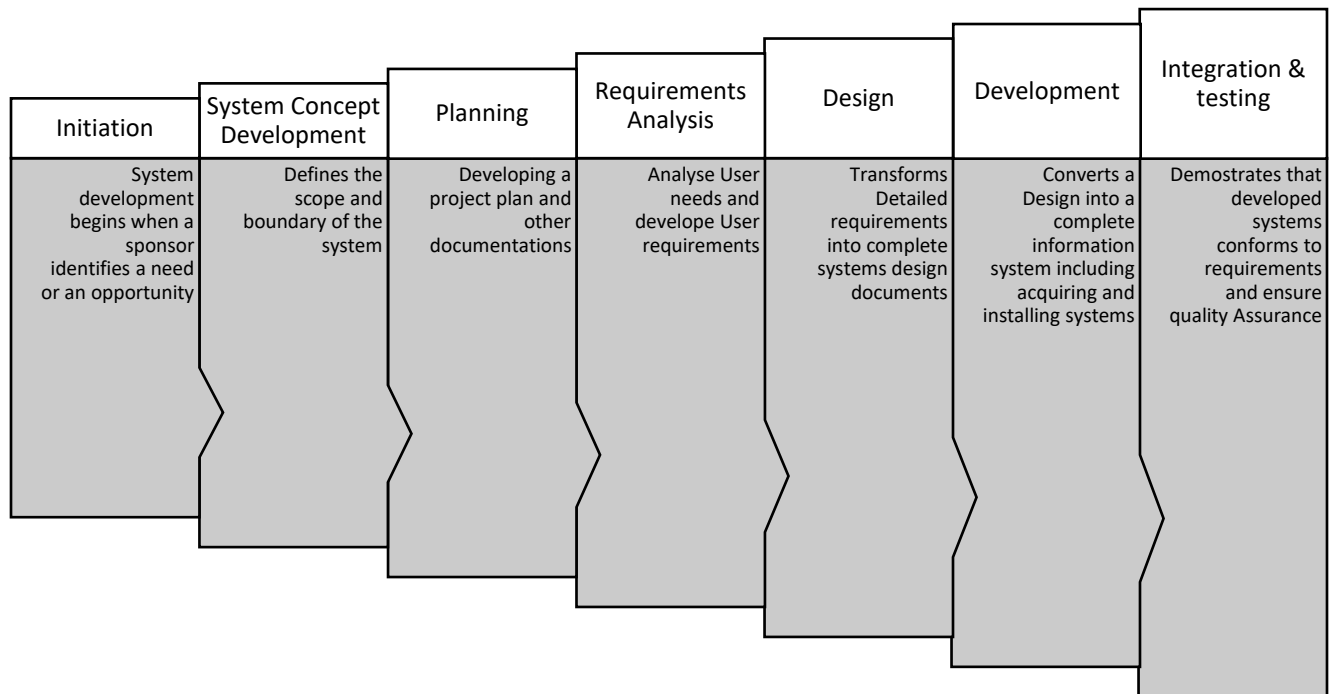 Initiation
System
development
begins when a
sponsor
identifies a need
or an opportunity
System Concept
Development
Defines the
scope and
boundary of the
system
Planning
Developing a
project plan and
other
documentations
Requirements
Analysis
Analyse User
needs and
develope User
requirements
Design
Transforms
Detailed
requirements
into complete
systems design
documents
Development
Converts a
Design into a
complete
information
system including
acquiring and
installing systems
Integration &
testing
Demostrates that
developed
systems
conforms to
requirements
and ensure
quality Assurance